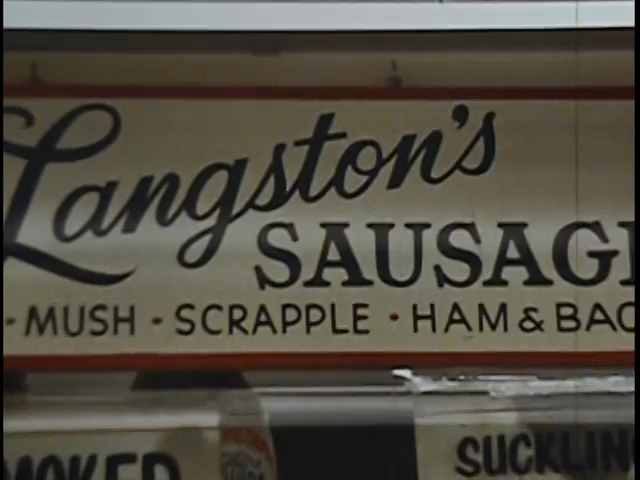 Langston's
SAUSAG
• MUSH • SCRAPPLE • HAM & BAC
MOKED
SUCKLIN